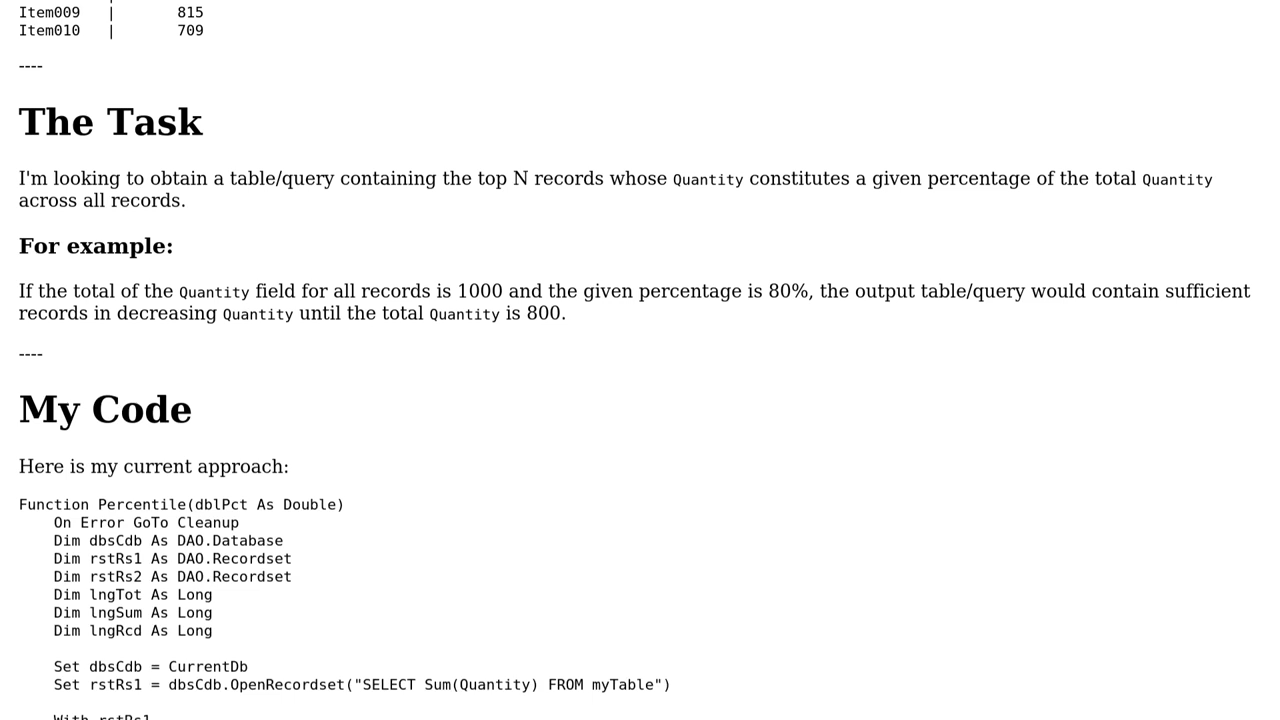 Item009   |       815
Item010   |       709
----
The Task
I'm looking to obtain a table/query containing the top N records whose Quantity constitutes a given percentage of the total Quantity
across all records.
For example:
If the total of the Quantity field for all records is 1000 and the given percentage is 80%, the output table/query would contain sufficient
records in decreasing Quantity until the total Quantity is 800.
----
My Code
Here is my current approach:
Function Percentile(dblPct As Double)
    On Error GoTo Cleanup
    Dim dbsCdb As DAO.Database
    Dim rstRs1 As DAO.Recordset
    Dim rstRs2 As DAO.Recordset
    Dim lngTot As Long
    Dim lngSum As Long
    Dim lngRcd As Long
    Set dbsCdb = CurrentDb
    Set rstRs1 = dbsCdb.OpenRecordset("SELECT Sum(Quantity) FROM myTable")
    With rstRs1